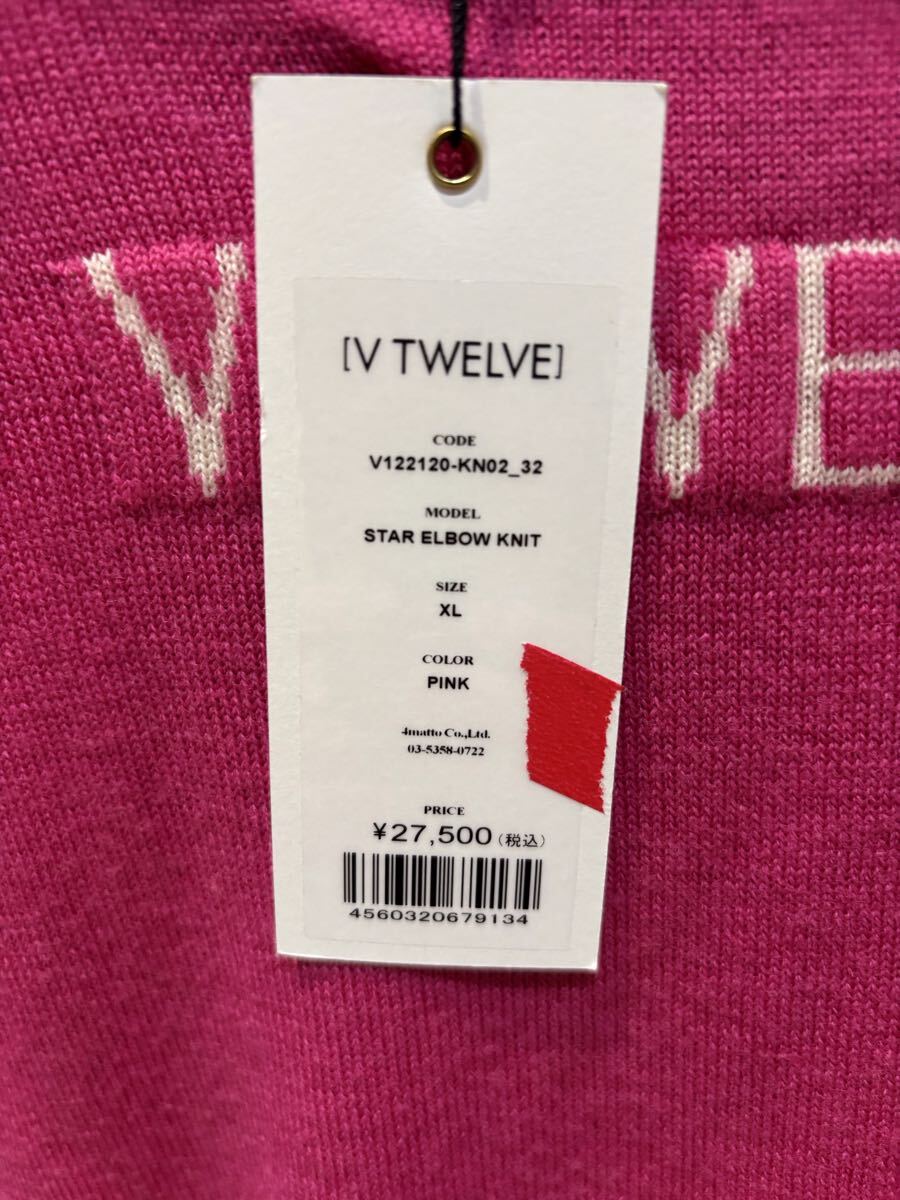 [V TWELVE]
CODE
V122120-KN02_32
MODEL
STAR ELBOW KNIT
SIZE
XL
COLOR
PINK
4matto Co.,Ltd.
03-5358-0722
PRICE
¥27,500(税込)
4560320679134
V VE